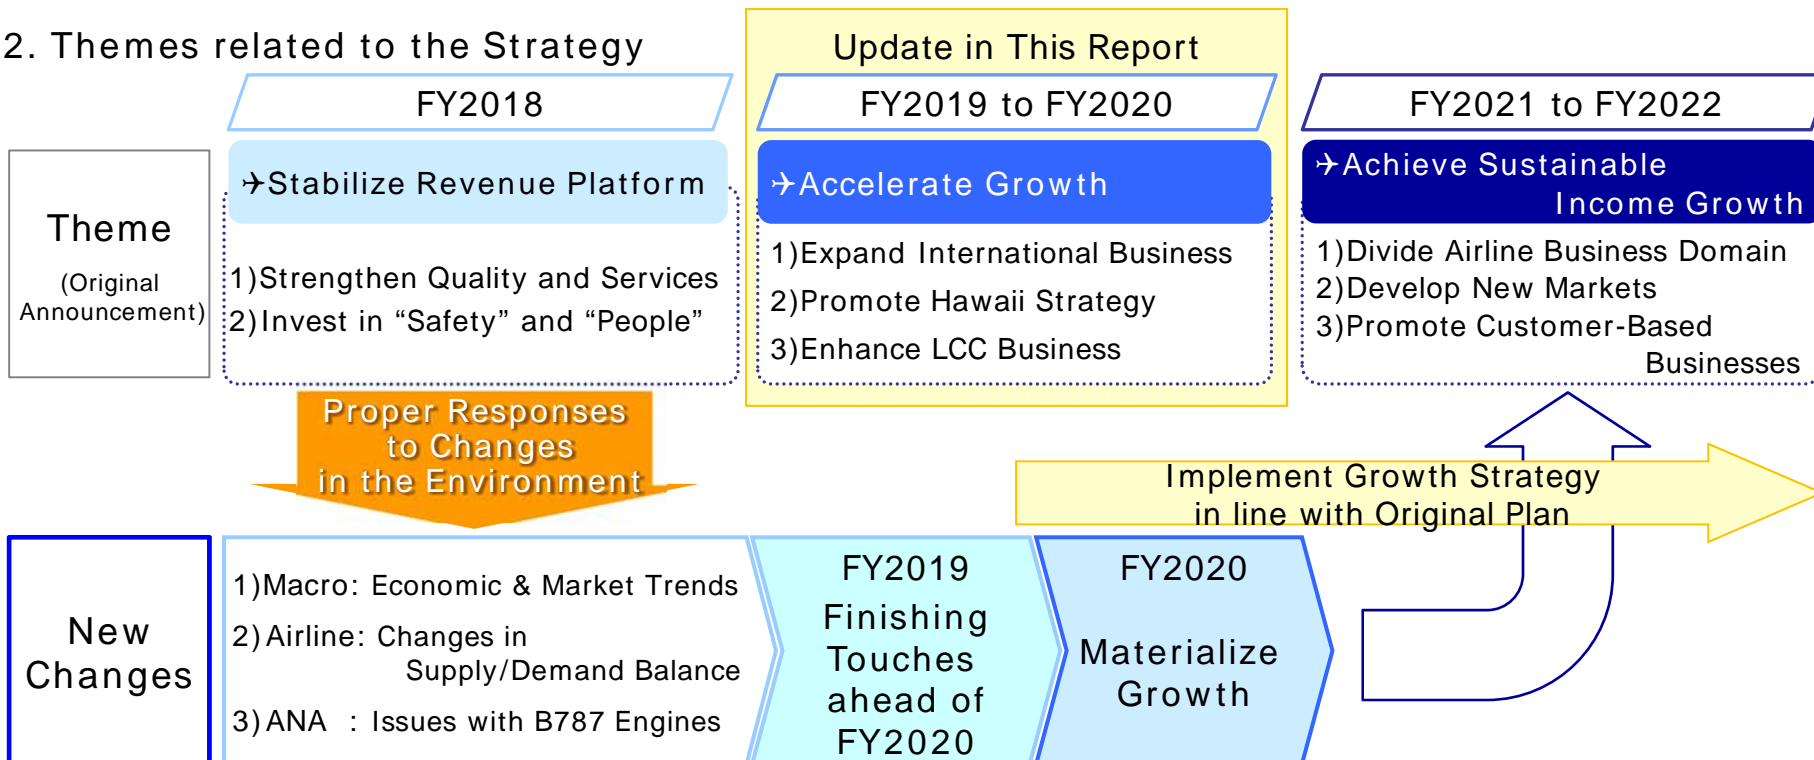 2. Themes related to the Strategy
Update in This Report
FY2018
FY2019 to FY2020
FY2021 to FY2022
Theme
(Original
Announcement)
✈Stabilize Revenue Platform
1)Strengthen Quality and Services
2)Invest in “Safety” and “People”
✈Accelerate Growth
1)Expand International Business
2)Promote Hawaii Strategy
3)Enhance LCC Business
✈Achieve Sustainable
Income Growth
1)Divide Airline Business Domain
2)Develop New Markets
3)Promote Customer-Based
Businesses
Proper Responses
to Changes
in the Environment
Implement Growth Strategy
in line with Original Plan
New
Changes
1)Macro: Economic & Market Trends
2)Airline: Changes in
Supply/Demand Balance
3)ANA : Issues with B787 Engines
FY2019
Finishing
Touches
ahead of
FY2020
FY2020
Materialize
Growth